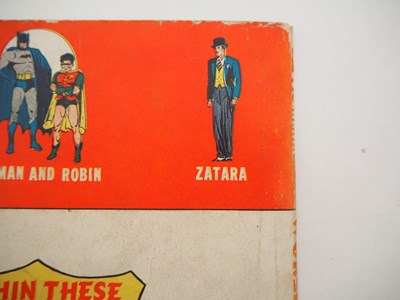 MAN AND ROBIN
ZATARA
HIN THESE